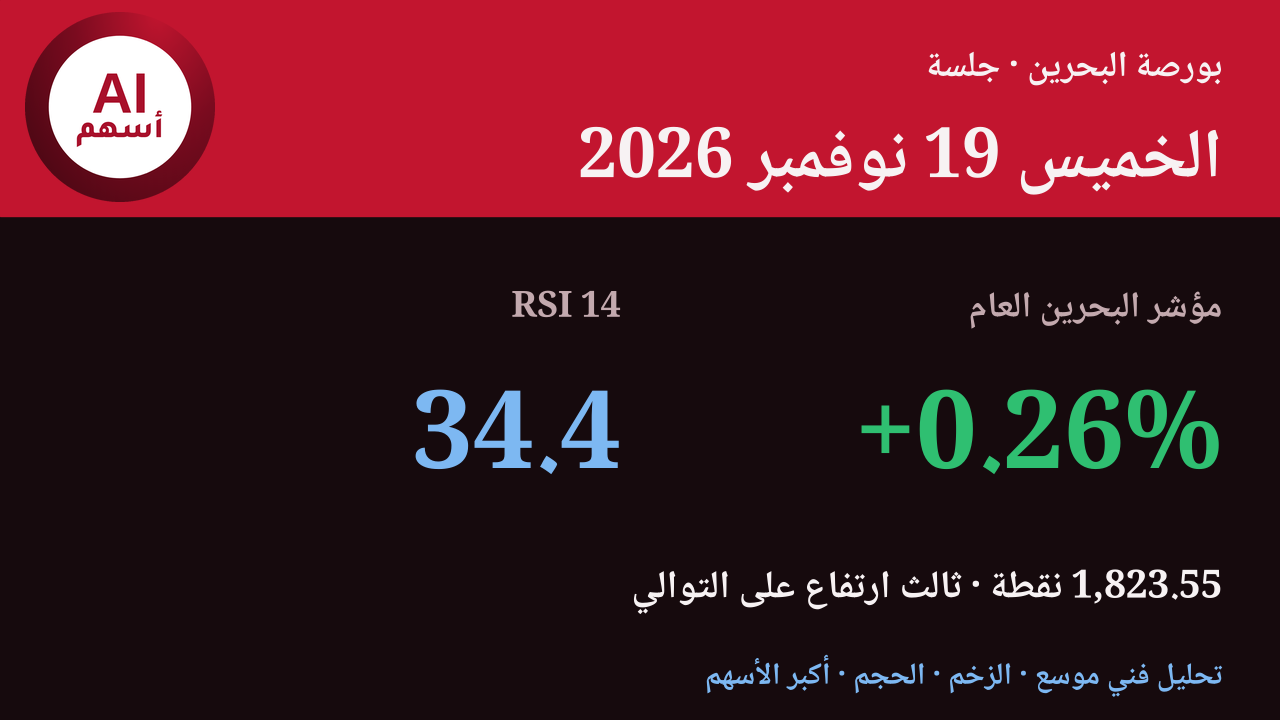 AI
أسهم
بورصة البحرين · جلسة
الخميس 19 نوفمبر 2026
مؤشر البحرين العام
+0.26%
RSI 14
34.4
1,823.55 نقطة · ثالث ارتفاع على التوالي
تحليل فني موسع · الزخم · الحجم · أكبر الأسهم